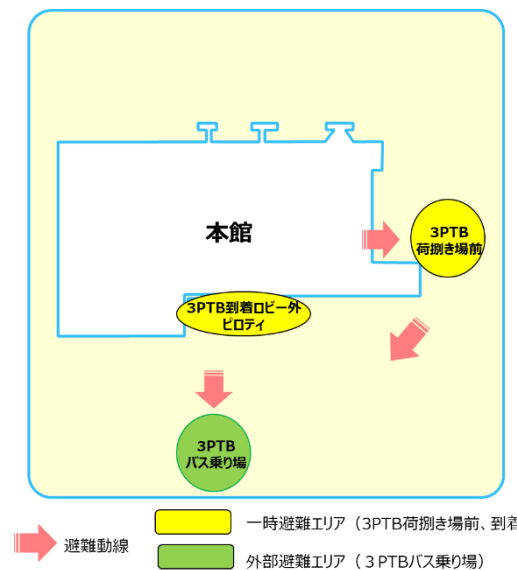 本館
3PTB
荷捌き場前
3PTB到着ロビー外
ピロティ
3PTB
バス乗り場
避難動線
一時避難エリア（3PTB荷捌き場前、到着
外部避難エリア（３PTBバス乗り場）